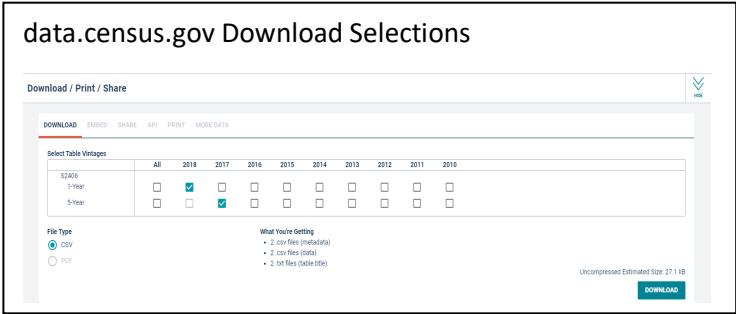 data.census.gov Download Selections
Download / Print / Share
HIDE
DOWNLOAD EMBED SHARE API PRINT MORE DATA
Select Table Vintages
All 2018 2017 2016 2015 2014 2013 2012 2011 2010
S2406
1-Year
5-Year
File Type
CSV
PDF
What You're Getting
• 2 .csv files (metadata)
• 2 .csv files (data)
• 2 .txt files (table title)
Uncompressed Estimated Size: 27.1 kB
DOWNLOAD